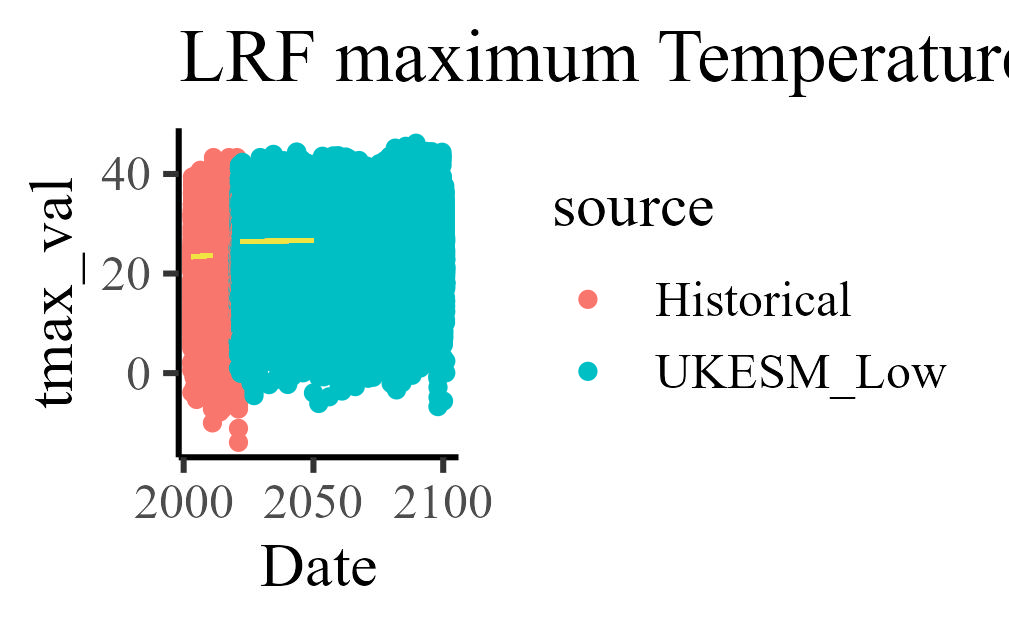 LRF maximum Temperature
tmax_val
40
20
0
2000 2050 2100
Date
source
Historical
UKESM_Low